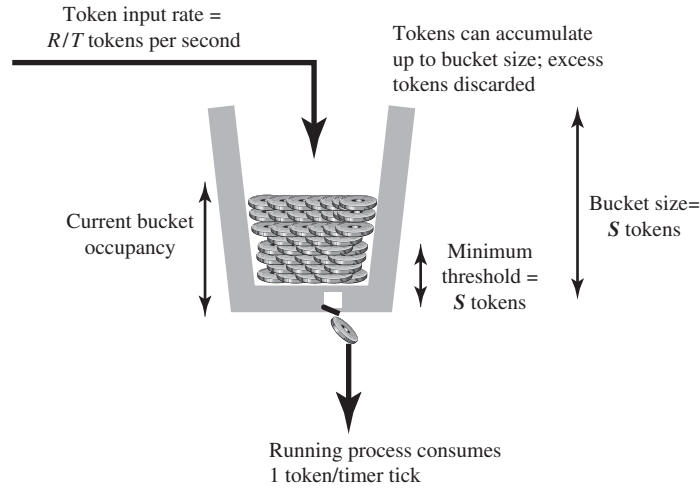 Token input rate =
R/T tokens per second
Tokens can accumulate
up to bucket size; excess
tokens discarded
Current bucket
occupancy
Minimum
threshold =
S tokens
Bucket size=
S tokens
Running process consumes
1 token/timer tick